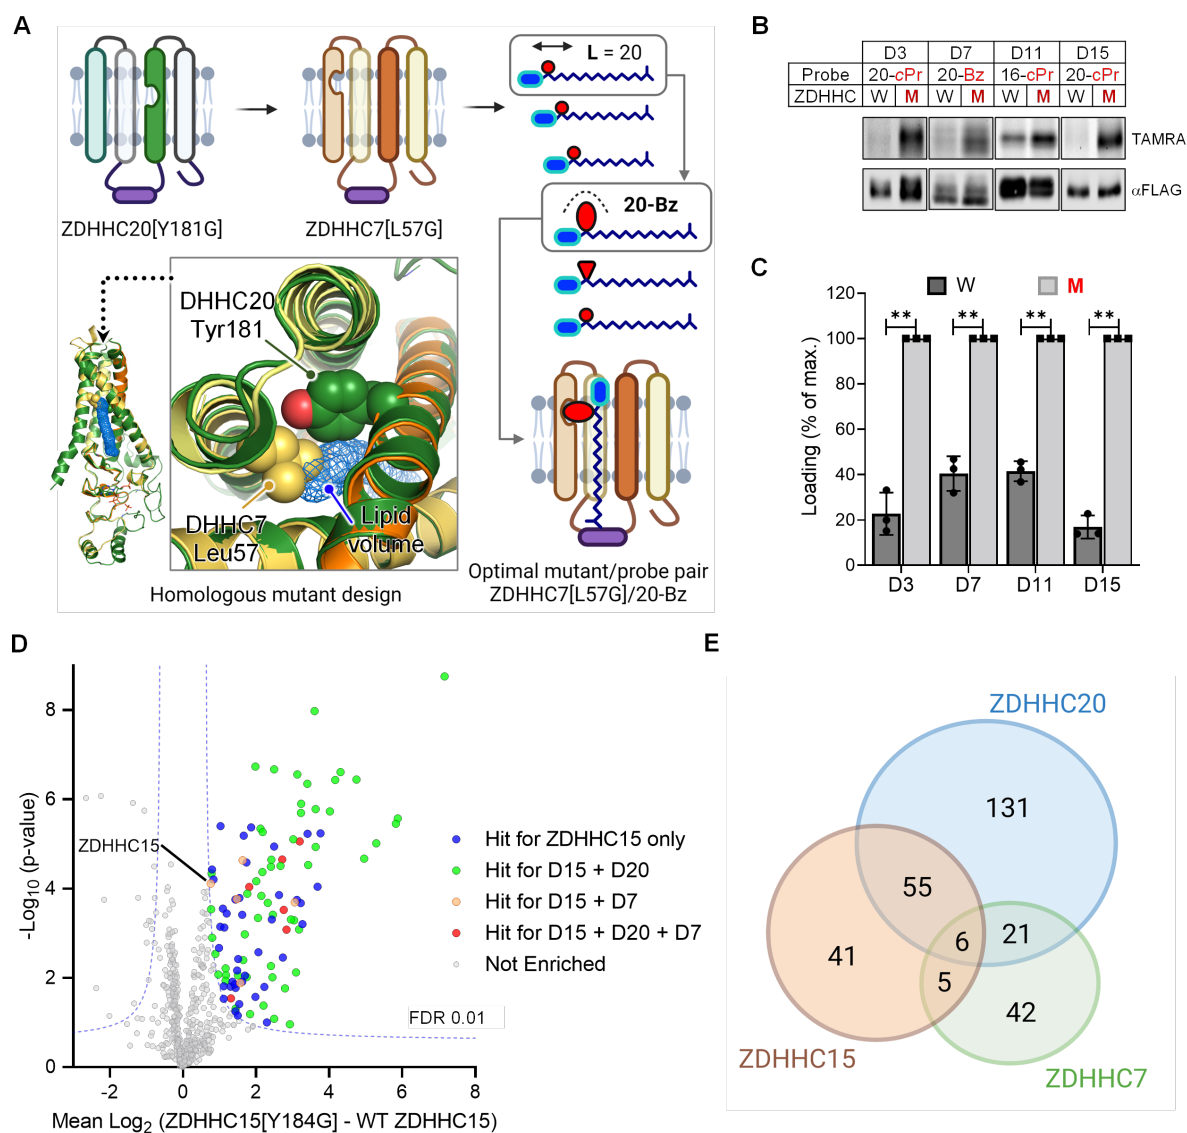 A
L = 20
ZDHHC20[Y181G]
ZDHHC7[L57G]
20-Bz
DHHC20
Tyr181
DHHC7
Leu57
Lipid
volume
Homologous mutant design
Optimal mutant/probe pair
ZDHHC7[L57G]/20-Bz
B
D3 D7 D11 D15
Probe 20-cPr 20-Bz 16-cPr 20-cPr
ZDHHC W M W M W M W M
TAMRA
αFLAG
C
W M
Loading (% of max.)
120
100
80
60
40
20
0
** ** ** **
D3 D7 D11 D15
D
-Log10 (p-value)
8
6
4
2
0
ZDHHC15
Hit for ZDHHC15 only
Hit for D15 + D20
Hit for D15 + D7
Hit for D15 + D20 + D7
Not Enriched
FDR 0.01
-2 0 2 4 6 8
Mean Log2 (ZDHHC15[Y184G] - WT ZDHHC15)
E
ZDHHC20
131
55
6
21
41
5
42
ZDHHC15
ZDHHC7